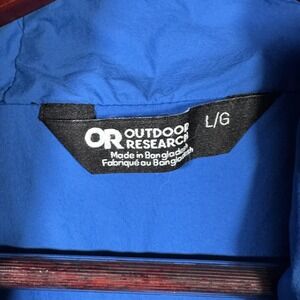 OR OUTDOOR
RESEARCH
L/G
Made in Bangladesh
Fabriqué au Bangladesh